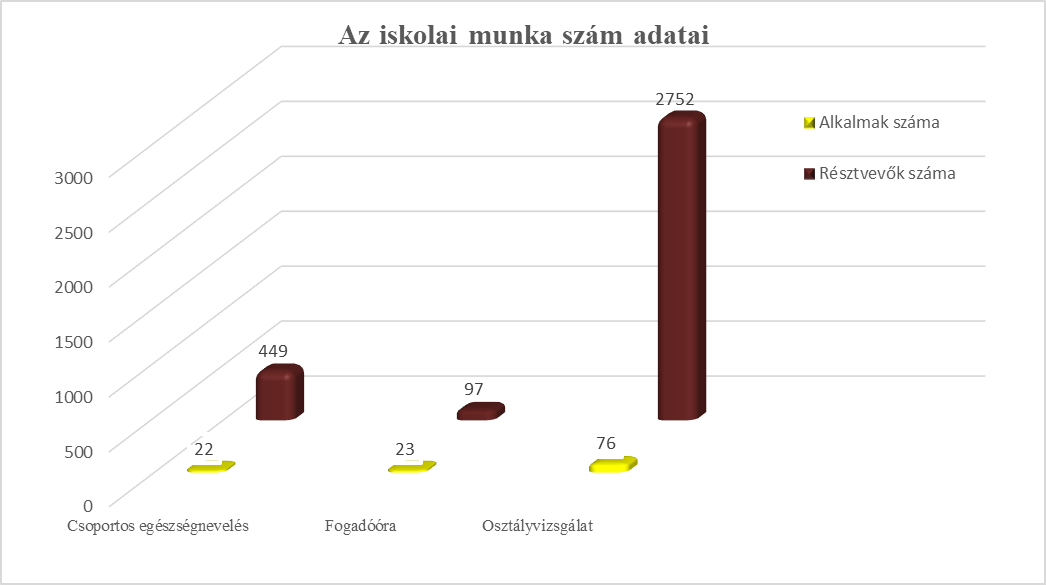 Az iskolai munka szám adatai
2752
Alkalmak száma
Résztvevők száma
3000
2500
2000
1500
1000
500
0
449
97
22
23
76
Csoportos egészségnevelés
Fogadóóra
Osztályvizsgálat